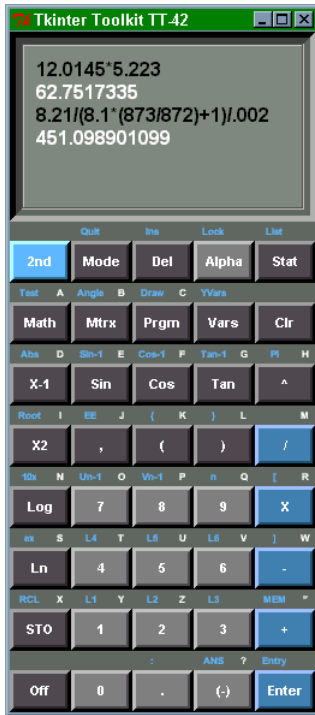 Tkinter Toolkit TT-42
12.0145*5.223
62.7517335
8.21/(8.1*(873/872)+1)/.002
451.098901099
Quit Ins Lock List
2nd Mode Del Alpha Stat
Test A Angle B Draw C YVars
Math Mtrx Prgm Vars Clr
Abs D Sin-1 E Cos-1 F Tan-1 G PI H
X-1 Sin Cos Tan ^
Root I EE J ( K ) L M
X2 , ( ) /
10x N Un-1 O Vn-1 P n Q [ R
Log 7 8 9 X
ex S L4 T L5 U L6 V ] W
Ln 4 5 6 -
RCL X L1 Y L2 Z L3 MEM "
STO 1 2 3 +
: ANS ? Entry
Off 0 . (-) Enter